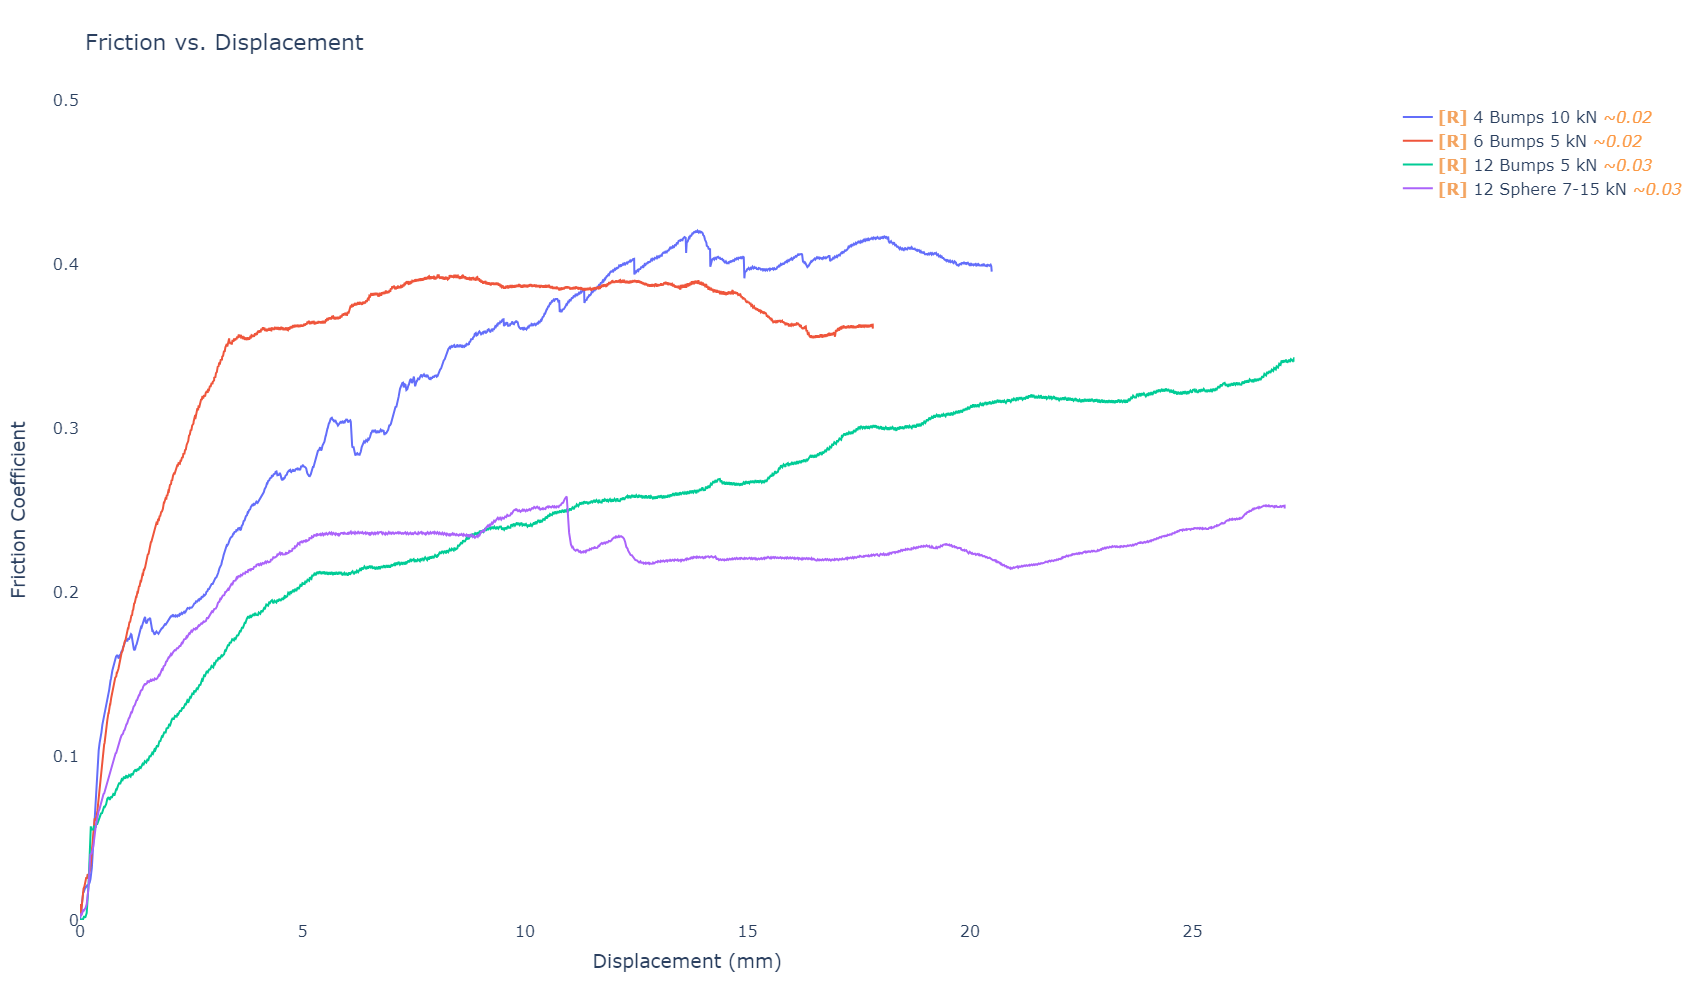 Friction vs. Displacement
0.5
0.4
0.3
0.2
0.1
0
Friction Coefficient
0 5 10 15 20 25
Displacement (mm)
[R] 4 Bumps 10 kN ~0.02
[R] 6 Bumps 5 kN ~0.02
[R] 12 Bumps 5 kN ~0.03
[R] 12 Sphere 7-15 kN ~0.03